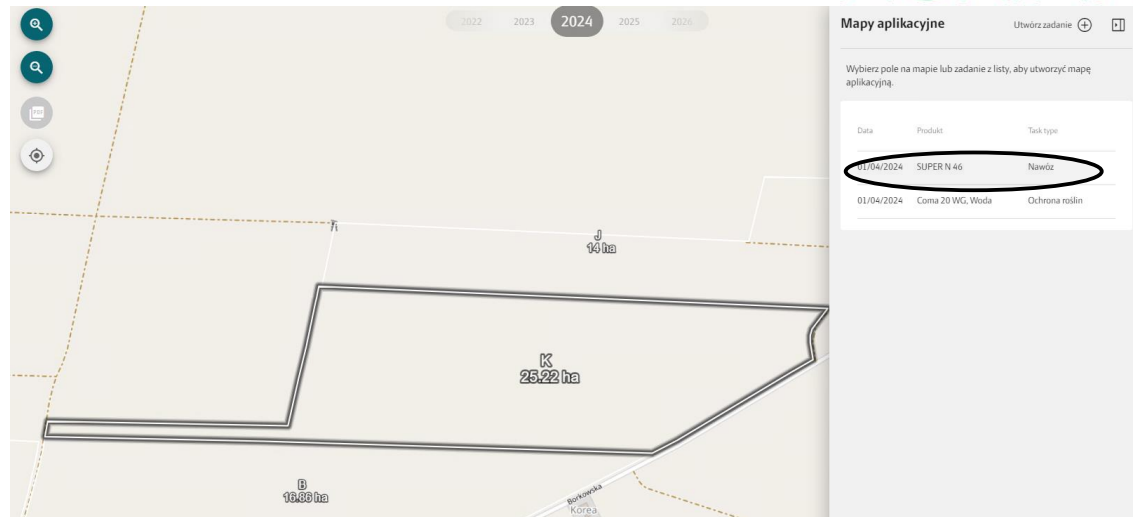 2022 2023 2024 2025 2026
Mapy aplikacyjne
Utwórz zadanie
Wybierz pole na mapie lub zadanie z listy, aby utworzyć mapę
aplikacyjną.
Data Produkt Task type
01/04/2024 SUPER N 46 Nawóz
01/04/2024 Coma 20 WG, Woda Ochrona roślin
J
14 ha
K
25.22 ha
B
16.86 ha
Borkowska
Korea